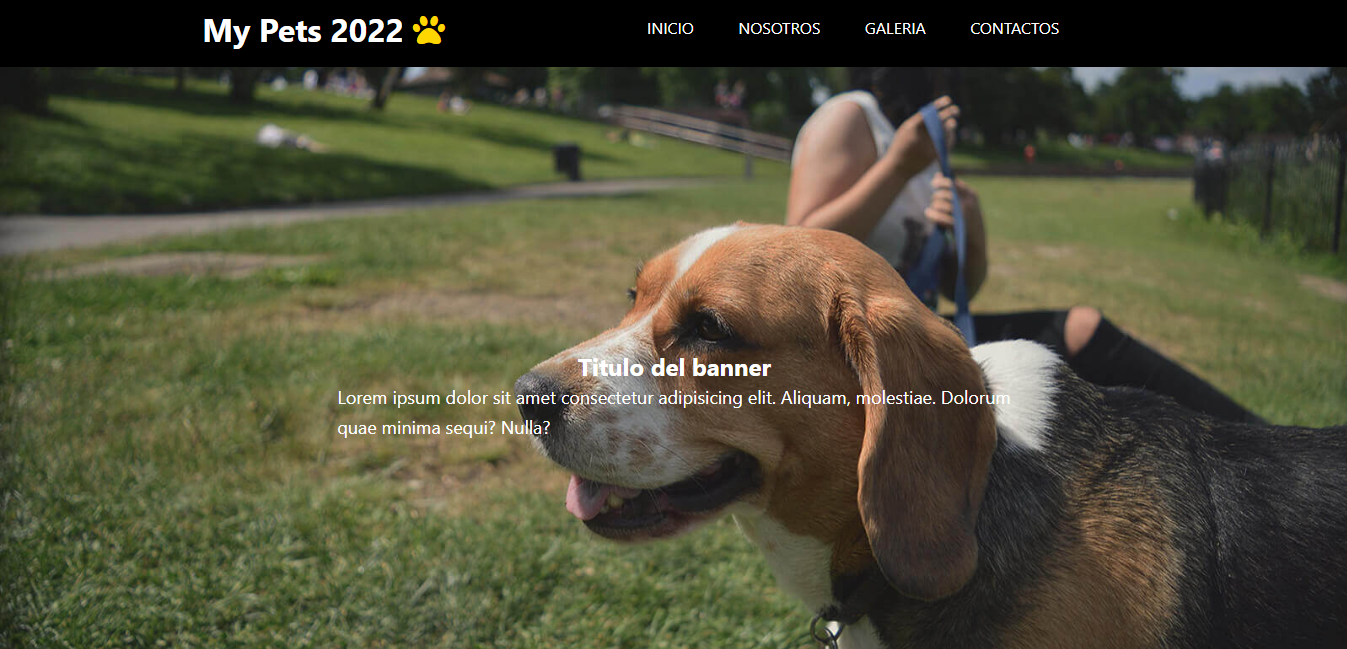 My Pets 2022
INICIO NOSOTROS GALERIA CONTACTOS
Titulo del banner
Lorem ipsum dolor sit amet consectetur adipisicing elit. Aliquam, molestiae. Dolorum
quae minima sequi? Nulla?